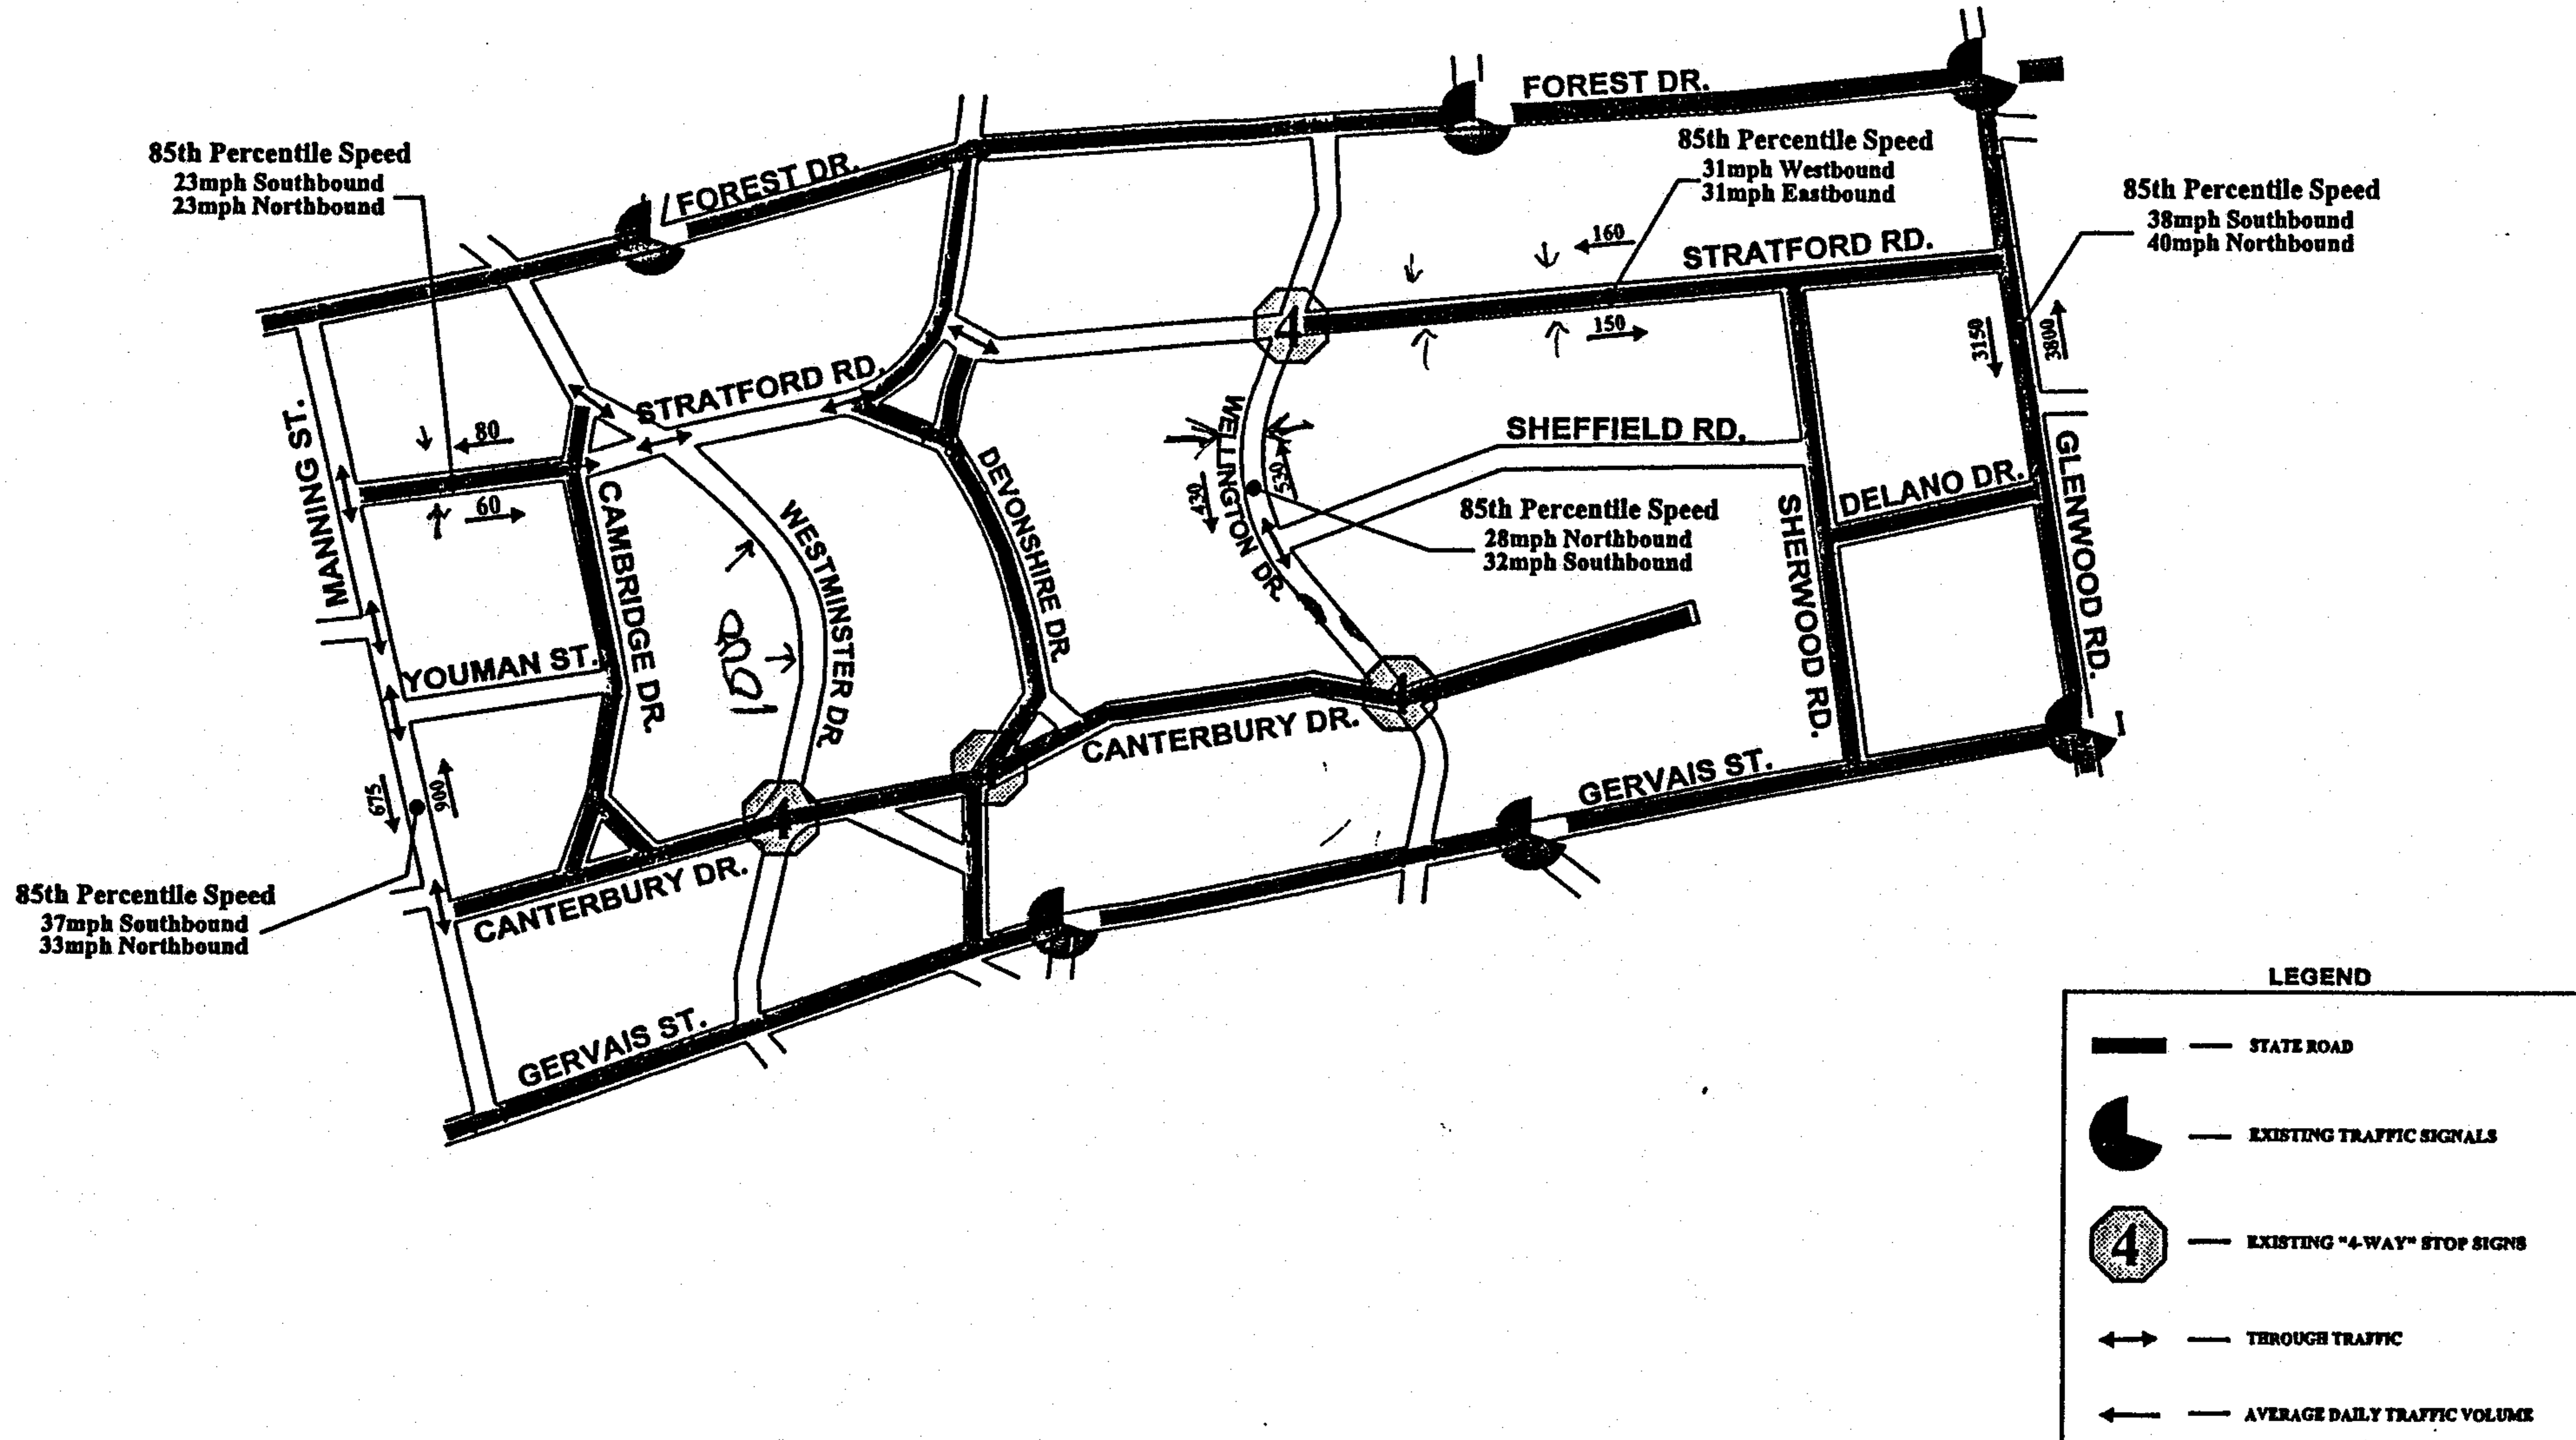 FOREST DR.
85th Percentile Speed
31mph Westbound
31mph Eastbound
85th Percentile Speed
23mph Southbound
23mph Northbound
FOREST DR.
85th Percentile Speed
38mph Southbound
40mph Northbound
160
STRATFORD RD.
150
3150
3800
STRATFORD RD.
MANNING ST.
80
60
WELLINGTON DR.
430
530
SHEFFIELD RD.
85th Percentile Speed
28mph Northbound
32mph Southbound
DEVONSHIRE DR.
WESTMINSTER DR
CAMBRIDGE DR.
SHERWOOD RD.
DELANO DR.
GLENWOOD RD.
YOUMAN ST.
4
4
CANTERBURY DR.
GERVAIS ST.
675
900
85th Percentile Speed
37mph Southbound
33mph Northbound
4
CANTERBURY DR.
GERVAIS ST.
LEGEND
STATE ROAD
EXISTING TRAFFIC SIGNALS
4
EXISTING "4-WAY" STOP SIGNS
THROUGH TRAFFIC
AVERAGE DAILY TRAFFIC VOLUME